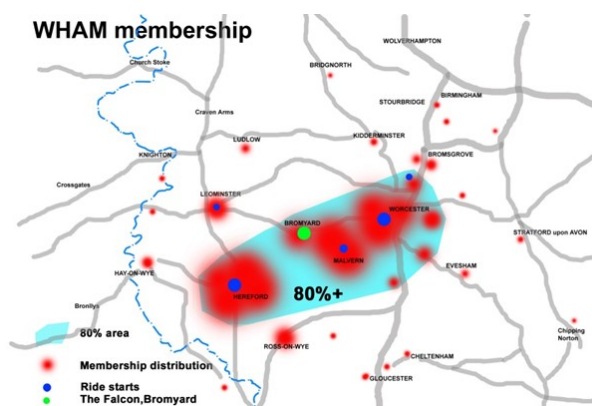 WHAM membership
WOLVERHAMPTON
Church Stoke
BRIDGNORTH
BIRMINGHAM
STOURBRIDGE
Craven Arms
LUDLOW
KIDDERMINSTER
BROMSGROVE
KNIGHTON
Crossgates
LEOMINSTER
WORCESTER
BROMYARD
STRATFORD upon AVON
MALVERN
HAY-ON-WYE
EVESHAM
HEREFORD
80%+
Bronllys
80% area
ROSS-ON-WYE
Chipping
Norton
CHELTENHAM
Membership distribution
GLOUCESTER
Ride starts
The Falcon,Bromyard